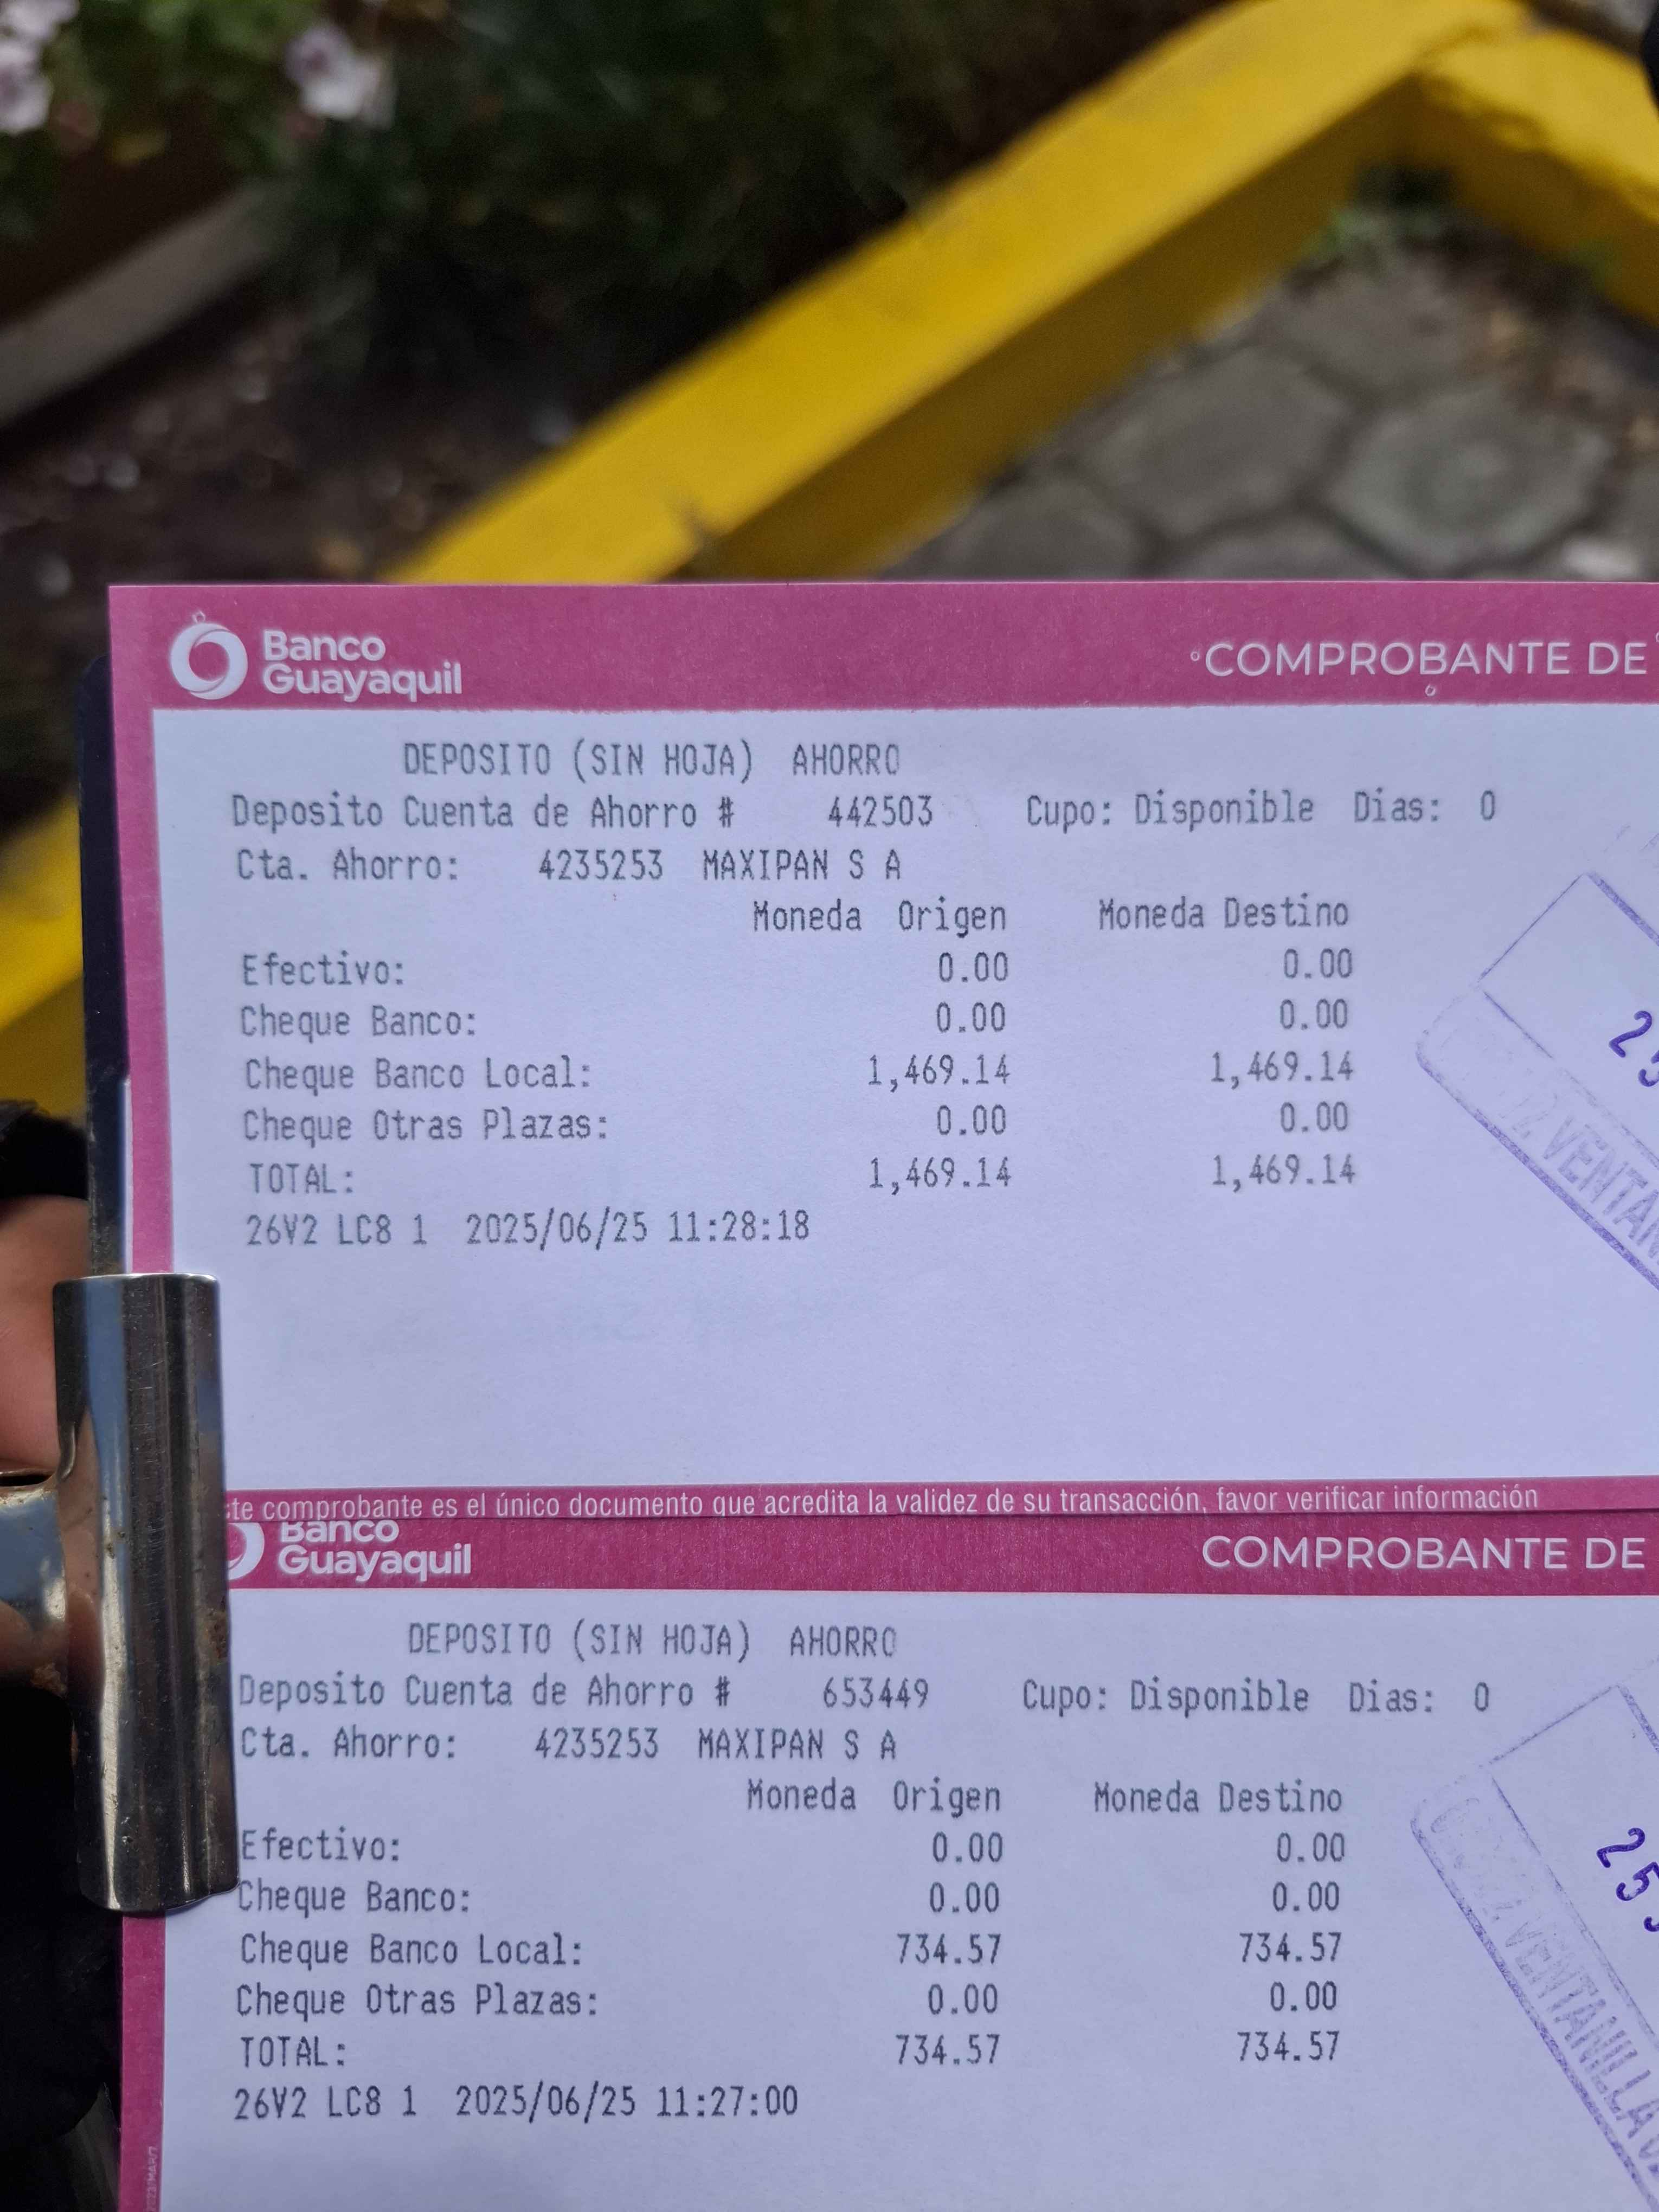 Banco
Guayaquil
COMPROBANTE DE
DEPOSITO (SIN HOJA) AHORRO
Deposito Cuenta de Ahorro # 442503 Cupo: Disponible Dias: 0
Cta. Ahorro: 4235253 MAXIPAN S A
Moneda Origen Moneda Destino
Efectivo: 0.00 0.00
Cheque Banco: 0.00 0.00
Cheque Banco Local: 1,469.14 1,469.14
Cheque Otras Plazas: 0.00 0.00
TOTAL: 1,469.14 1,469.14
26V2 LC8 1 2025/06/25 11:28:18
te comprobante es el único documento que acredita la validez de su transacción, favor verificar información
Banco
Guayaquil
COMPROBANTE DE
DEPOSITO (SIN HOJA) AHORRO
Deposito Cuenta de Ahorro # 653449 Cupo: Disponible Dias: 0
Cta. Ahorro: 4235253 MAXIPAN S A
Moneda Origen Moneda Destino
Efectivo: 0.00 0.00
Cheque Banco: 0.00 0.00
Cheque Banco Local: 734.57 734.57
Cheque Otras Plazas: 0.00 0.00
TOTAL: 734.57 734.57
26V2 LC8 1 2025/06/25 11:27:00
25
VENTANILLA